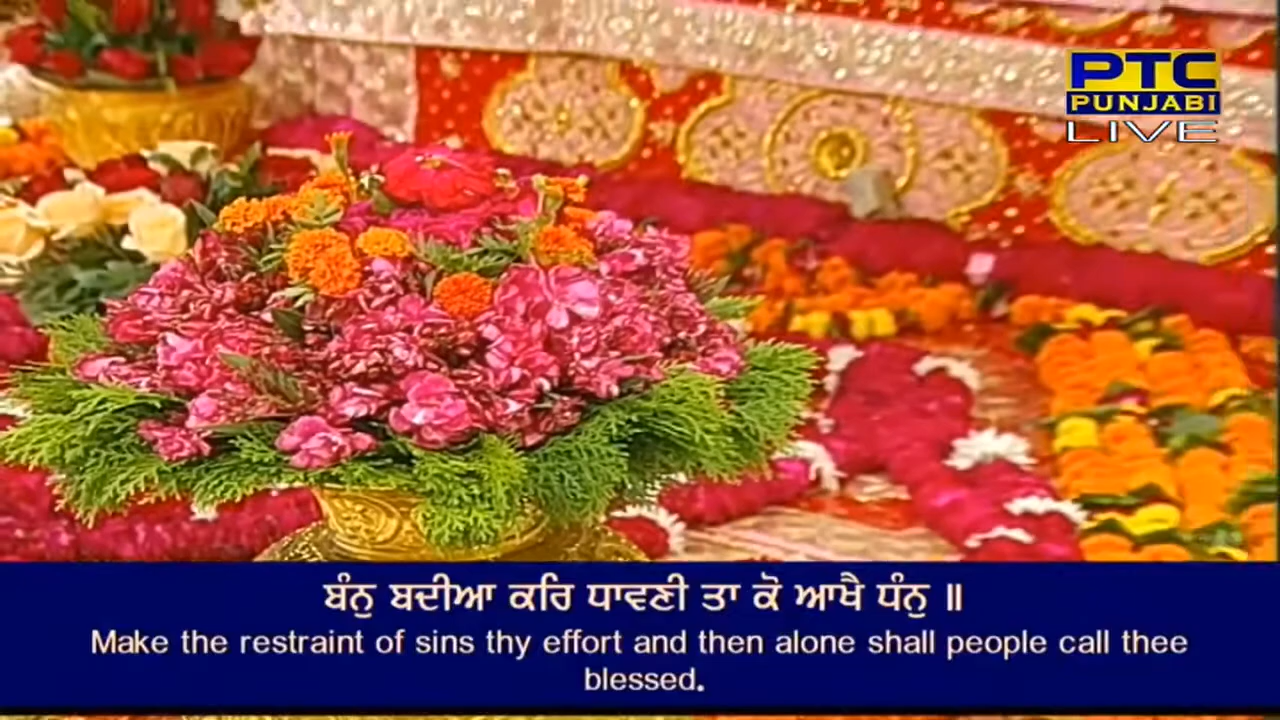 PTC
PUNJABI
LIVE
ਬੰਨੁ ਬਦੀਆ ਕਰਿ ਧਾਵਣੀ ਤਾ ਕੋ ਆਖੈ ਧੰਨੁ ॥
Make the restraint of sins thy effort and then alone shall people call thee
blessed.